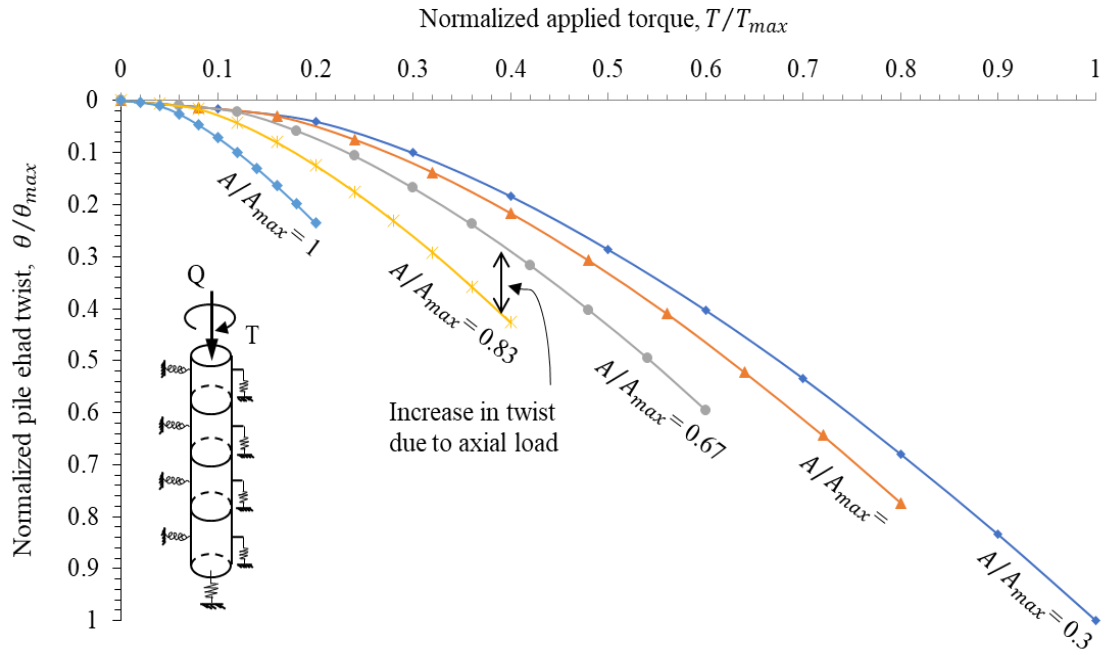 Normalized applied torque, T/T_max
0 0.1 0.2 0.3 0.4 0.5 0.6 0.7 0.8 0.9 1
Normalized pile ehad twist, θ/θ_max
0
0.1
0.2
0.3
0.4
0.5
0.6
0.7
0.8
0.9
1
A/A_max = 1
A/A_max = 0.83
A/A_max = 0.67
A/A_max =
A/A_max = 0.3
Increase in twist
due to axial load
Q
T